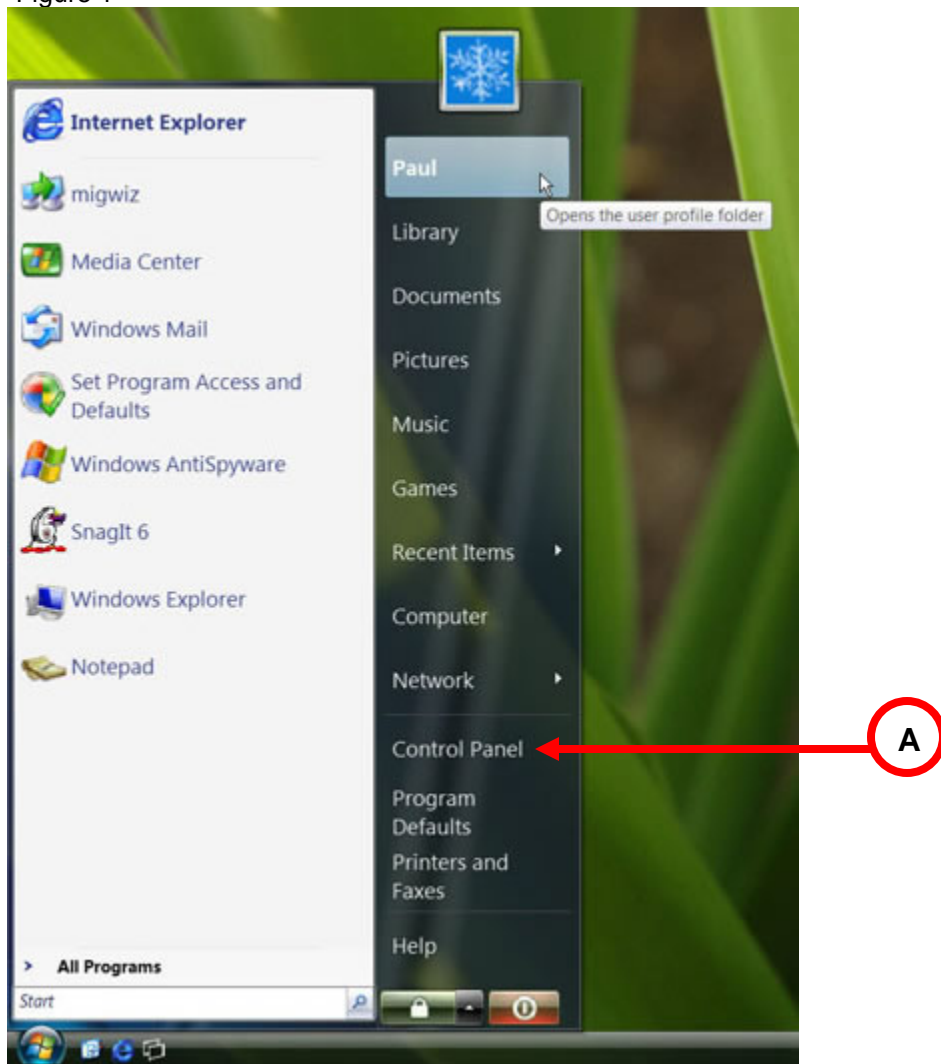 Figure 1
Internet Explorer
migwiz
Media Center
Windows Mail
Set Program Access and
Defaults
Windows AntiSpyware
SnagIt 6
Windows Explorer
Notepad
All Programs
Start
Paul
Opens the user profile folder
Library
Documents
Pictures
Music
Games
Recent Items
Computer
Network
Control Panel
Program
Defaults
Printers and
Faxes
Help
A